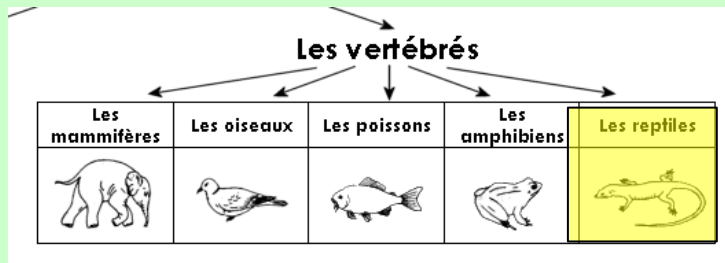 Les vertébrés
Les mammifères
Les oiseaux
Les poissons
Les amphibiens
Les reptiles